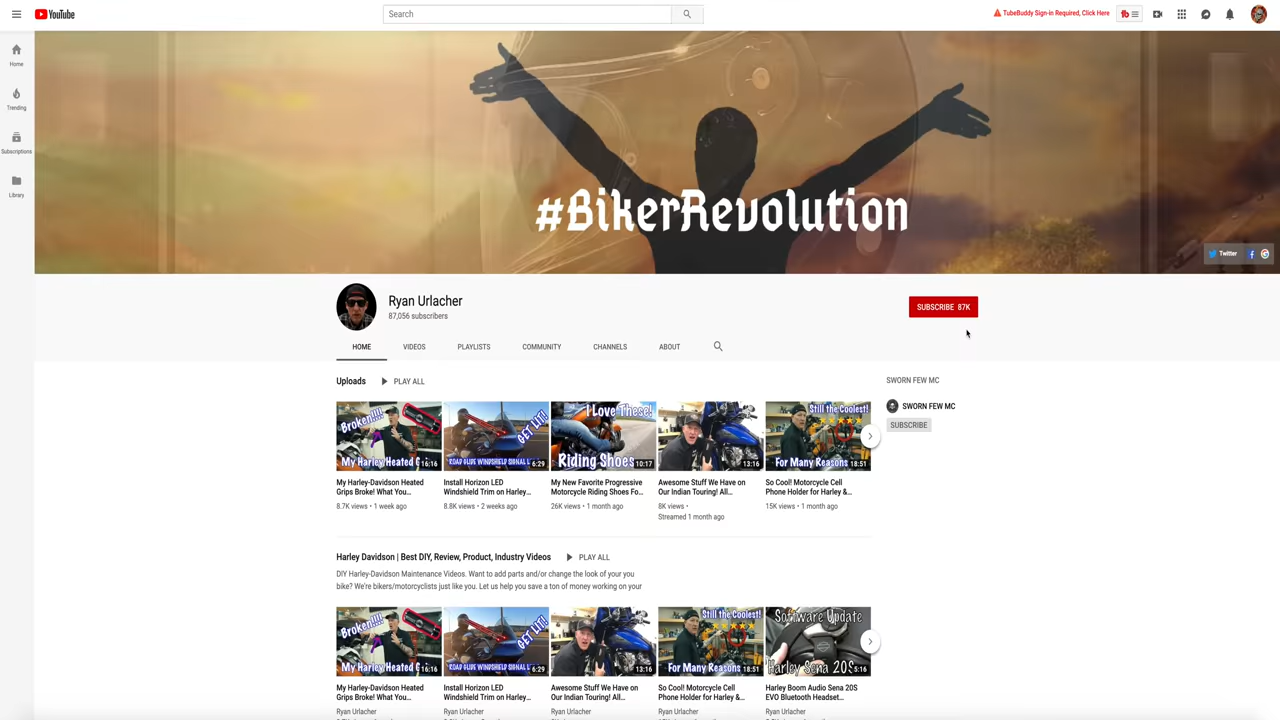 YouTube
Search
TubeBuddy Sign-in Required, Click Here
tb
Home
Trending
Subscriptions
Library
#BikerRevolution
Twitter
Ryan Urlacher
87,056 subscribers
SUBSCRIBE 87K
HOME
VIDEOS
PLAYLISTS
COMMUNITY
CHANNELS
ABOUT
Uploads
PLAY ALL
SWORN FEW MC
SWORN FEW MC
SUBSCRIBE
Broken!!!!
My Harley Heated G
16:16
GET LIT!
ROAD GLIDE WINDSHIELD SIGNAL L
6:29
I Love These!
Riding Shoes
10:17
13:16
Still the Coolest!
For Many Reasons
18:51
My Harley-Davidson Heated
Grips Broke! What You...
8.7K views • 1 week ago
Install Horizon LED
Windshield Trim on Harley...
8.8K views • 2 weeks ago
My New Favorite Progressive
Motorcycle Riding Shoes Fo...
26K views • 1 month ago
Awesome Stuff We Have on
Our Indian Touring! All...
8K views •
Streamed 1 month ago
So Cool! Motorcycle Cell
Phone Holder for Harley &...
15K views • 1 month ago
Harley Davidson | Best DIY, Review, Product, Industry Videos
PLAY ALL
DIY Harley-Davidson Maintenance Videos. Want to add parts and/or change the look of your you
bike? We're bikers/motorcyclists just like you. Let us help you save a ton of money working on your
Broken!!!!
My Harley Heated G
16:16
GET LIT!
ROAD GLIDE WINDSHIELD SIGNAL L
6:29
13:16
Still the Coolest!
For Many Reasons
18:51
Software Update
Harley Sena 20S
5:16
My Harley-Davidson Heated
Grips Broke! What You...
Ryan Urlacher
Install Horizon LED
Windshield Trim on Harley...
Ryan Urlacher
Awesome Stuff We Have on
Our Indian Touring! All...
Ryan Urlacher
So Cool! Motorcycle Cell
Phone Holder for Harley &...
Ryan Urlacher
Harley Boom Audio Sena 20S
EVO Bluetooth Headset...
Ryan Urlacher